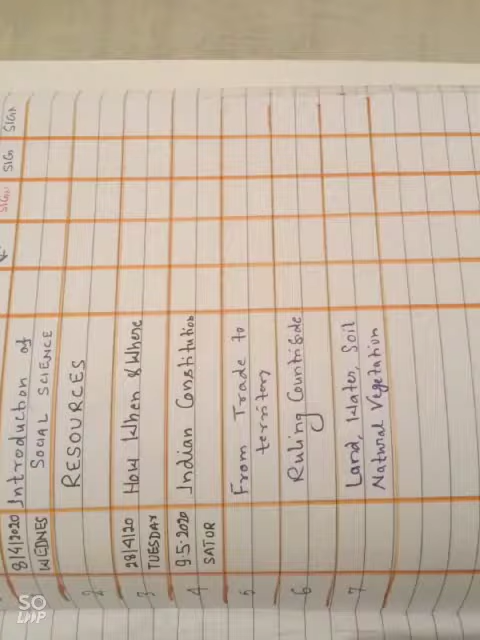 SIGN SIGN SIGN
8/4/2020 Introduction of
WEDNES SOCIAL SCIENCE
2 RESOURCES
28/4/20 How When & Where
3 TUESDAY
4 9.5.2020 Indian Constitution
SATUR
5 From Trade to
territory
6 Ruling Countriside
7 Land, Water, Soil
Natural Vegetation
SO
LOOP